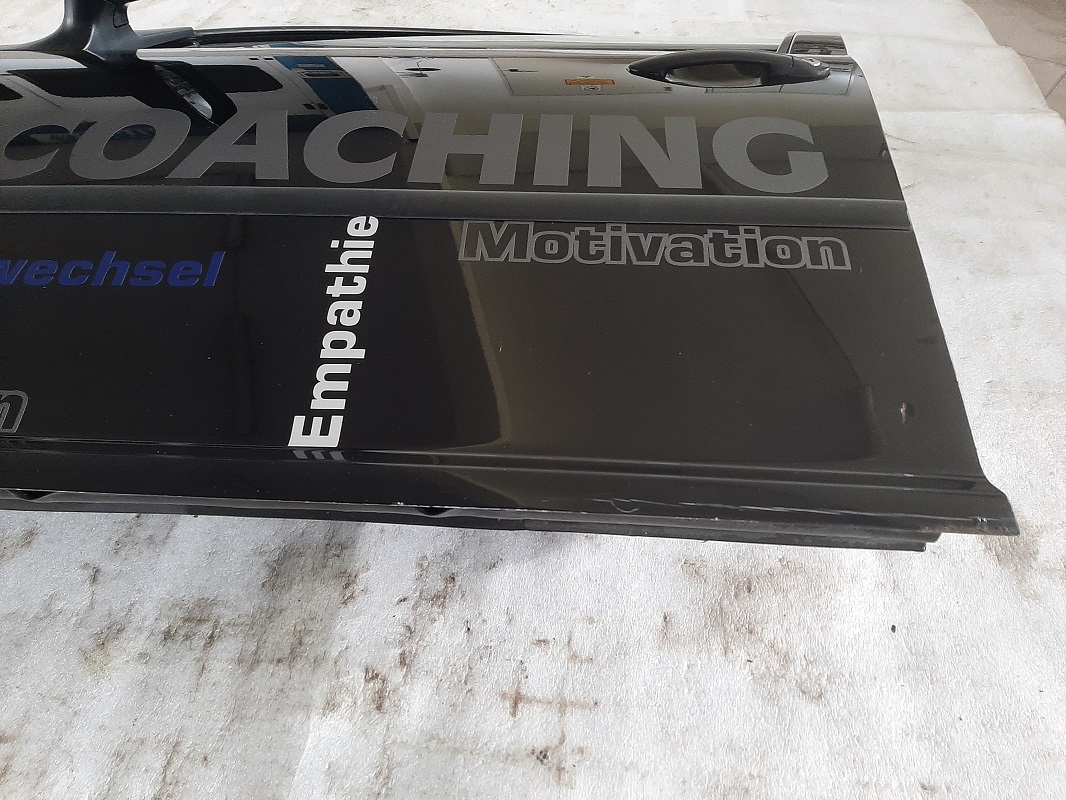 COACHING
Motivation
wechsel
Empathie
n